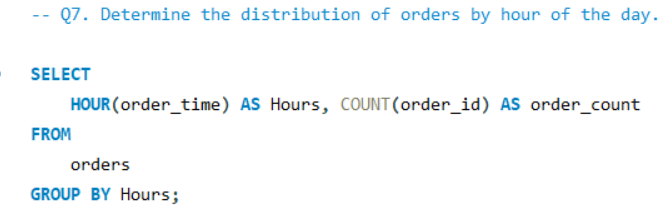 -- Q7. Determine the distribution of orders by hour of the day.
SELECT
HOUR(order_time) AS Hours, COUNT(order_id) AS order_count
FROM
orders
GROUP BY Hours;